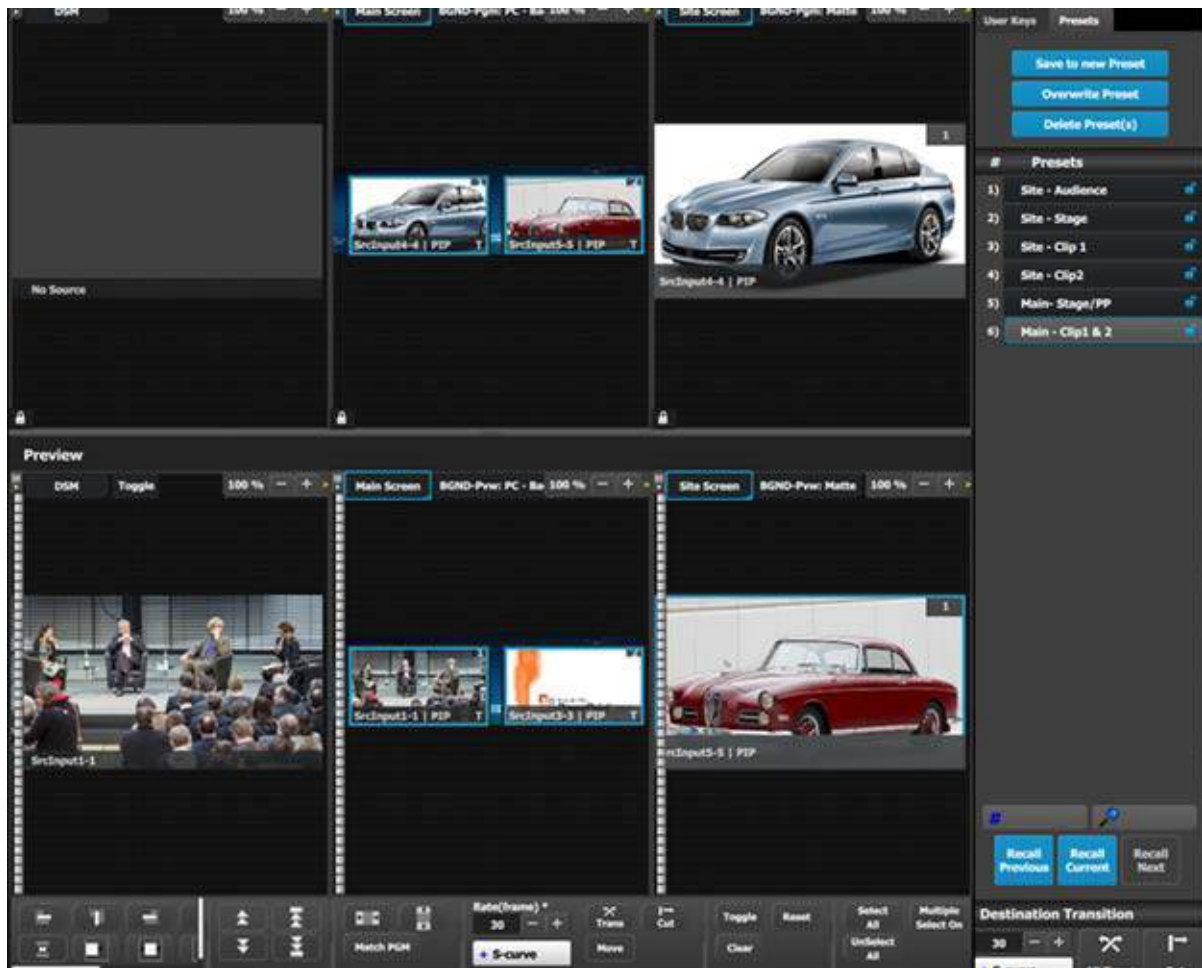 DSM
100 %
Main Screen
BGND-Pgm: PC - Ba
100 %
Site Screen
BGND-Pgm: Matte
100 %
User Keys
Presets
Save to new Preset
Overwrite Preset
Delete Preset(s)
# Presets
1) Site - Audience
2) Site - Stage
3) Site - Clip 1
4) Site - Clip2
5) Main- Stage/PP
6) Main - Clip1 & 2
1
SrcInput4-4 | PIP T
SrcInput5-5 | PIP T
SrcInput4-4 | PIP
No Source
Preview
DSM
Toggle
100 %
Main Screen
BGND-Pvw: PC - Ba
100 %
Site Screen
BGND-Pvw: Matte
100 %
1
1
SrcInput1-1 | PIP T
SrcInput3-3 | PIP T
SrcInput5-5 | PIP
SrcInput1-1
#
Recall Previous
Recall Current
Recall Next
Rate(frame) *
30
S-curve
Match PGM
Trans
Cut
Move
Toggle
Reset
Clear
Select All
UnSelect All
Multiple Select On
Destination Transition
30